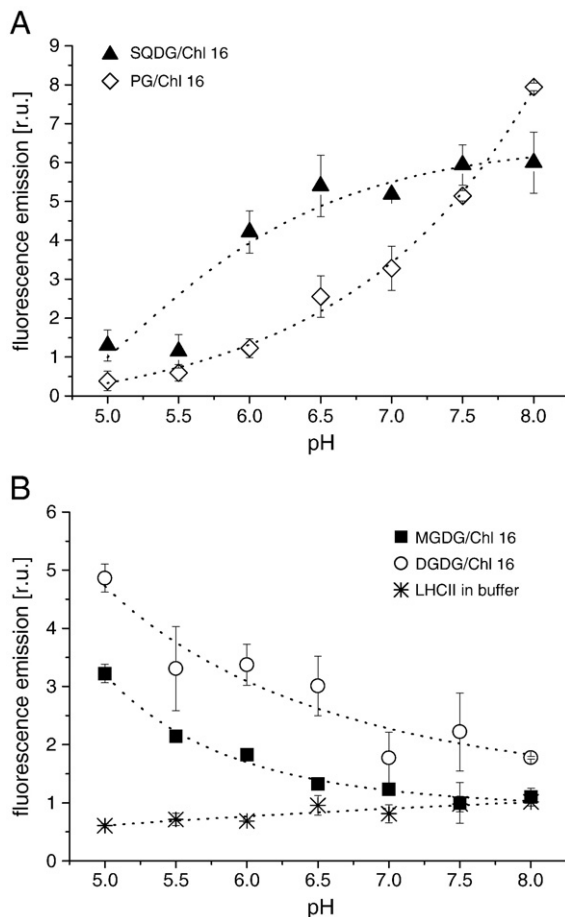 A
SQDG/Chl 16
PG/Chl 16
fluorescence emission [r.u.]
9
8
7
6
5
4
3
2
1
0
5.0 5.5 6.0 6.5 7.0 7.5 8.0
pH
B
MGDG/Chl 16
DGDG/Chl 16
LHCII in buffer
fluorescence emission [r.u.]
6
5
4
3
2
1
0
5.0 5.5 6.0 6.5 7.0 7.5 8.0
pH